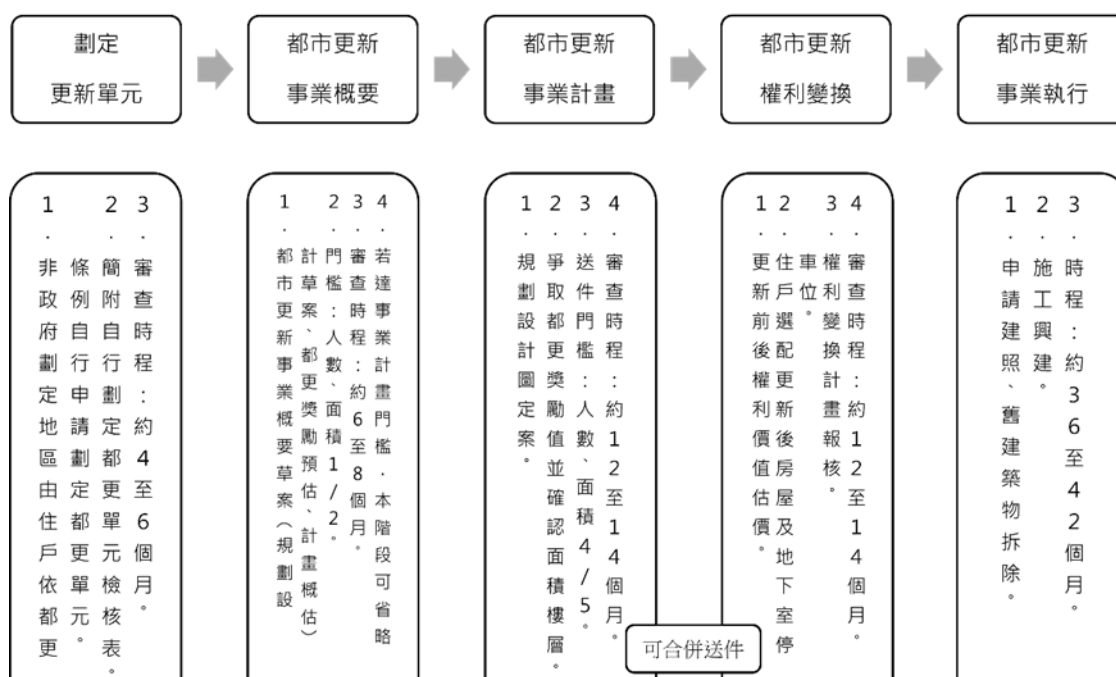 劃定
更新單元
都市更新
事業概要
都市更新
事業計畫
都市更新
權利變換
都市更新
事業執行
1.非政府劃定地區由住戶依都更
條例自行申請劃定都更單元。
2.簡附自行劃定都更單元檢核表。
3.審查時程:約4至6個月。
1.都市更新事業概要草案(規劃設
計草案、都更獎勵預估、計畫概估)
2.門檻:人數、面積1/2。
3.審查時程:約6至8個月。
4.若達事業計畫門檻.本階段可省略
1.規劃設計圖定案。
2.爭取都更獎勵值並確認面積樓層。
3.送件門檻:人數、面積4/5。
4.審查時程:約12至14個月。
1.更新前後權利價值估價。
2.住戶選配更新後房屋及地下室停
車位。
3.權利變換計畫報核。
4.審查時程:約12至14個月。
1.申請建照、舊建築物拆除。
2.施工興建。
3.時程:約36至42個月。
可合併送件